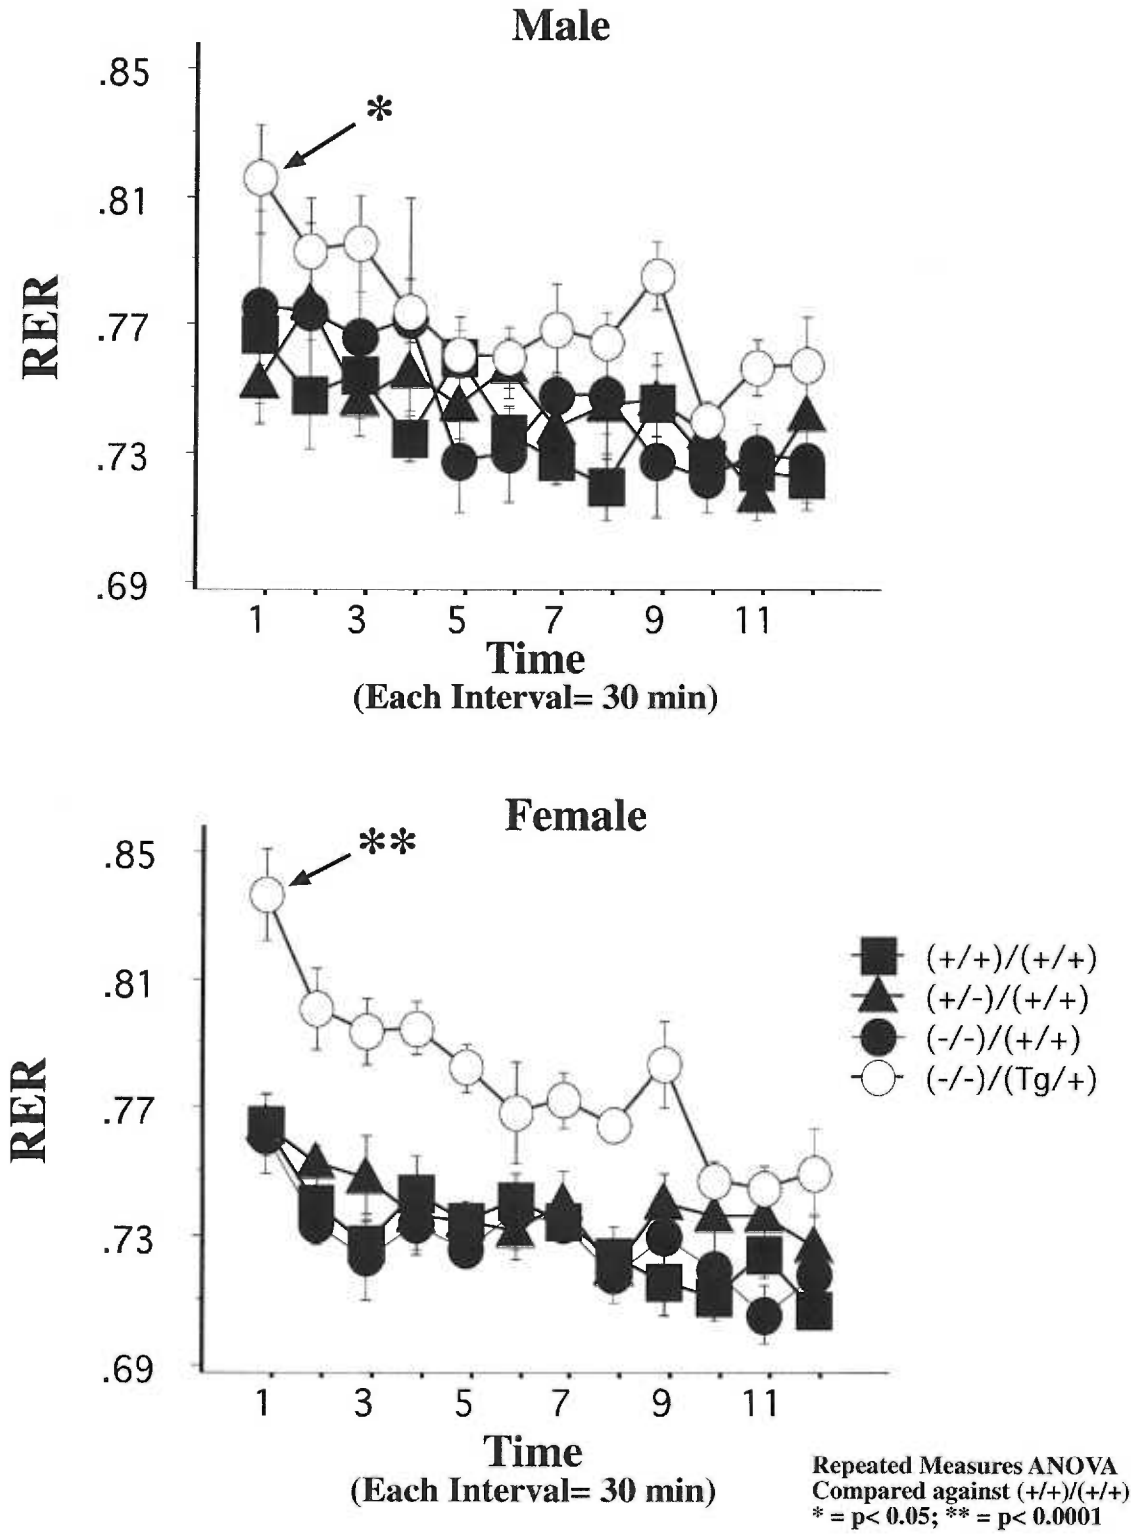 Male
.85
*
.81
RER
.77
.73
.69
1 3 5 7 9 11
Time
(Each Interval= 30 min)
Female
.85
**
.81
(+/+)/(+/+)
(+/-)/(+/+)
(-/-)/(+/+)
(-/-)/(Tg/+)
RER
.77
.73
.69
1 3 5 7 9 11
Time
(Each Interval= 30 min)
Repeated Measures ANOVA
Compared against (+/+)/(+/+)
* = p< 0.05; ** = p< 0.0001